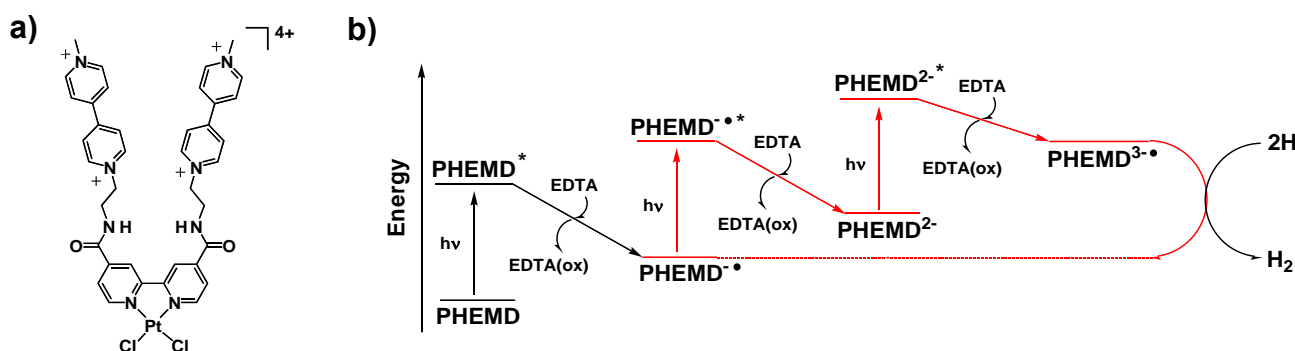 a)
4+
N
+
N
+
N
+
N
+
N
H
N
H
O
O
N
N
Pt
Cl
Cl
b)
Energy
PHEMD
hν
PHEMD*
EDTA
EDTA(ox)
PHEMD-•
hν
PHEMD-•*
EDTA
EDTA(ox)
PHEMD2-
hν
PHEMD2-*
EDTA
EDTA(ox)
PHEMD3-•
2H
H2